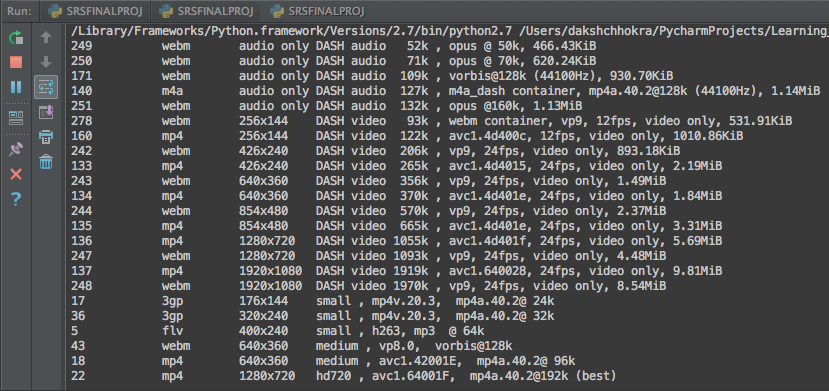 Run: SRSFINALPROJ SRSFINALPROJ SRSFINALPROJ
/Library/Frameworks/Python.framework/Versions/2.7/bin/python2.7 /Users/dakshchhokra/PycharmProjects/Learning_
249 webm audio only DASH audio 52k , opus @ 50k, 466.43KiB
250 webm audio only DASH audio 71k , opus @ 70k, 620.24KiB
171 webm audio only DASH audio 109k , vorbis@128k (44100Hz), 930.70KiB
140 m4a audio only DASH audio 127k , m4a_dash container, mp4a.40.2@128k (44100Hz), 1.14MiB
251 webm audio only DASH audio 132k , opus @160k, 1.13MiB
278 webm 256x144 DASH video 93k , webm container, vp9, 12fps, video only, 531.91KiB
160 mp4 256x144 DASH video 122k , avc1.4d400c, 12fps, video only, 1010.86KiB
242 webm 426x240 DASH video 206k , vp9, 24fps, video only, 893.18KiB
133 mp4 426x240 DASH video 265k , avc1.4d4015, 24fps, video only, 2.19MiB
243 webm 640x360 DASH video 356k , vp9, 24fps, video only, 1.49MiB
134 mp4 640x360 DASH video 370k , avc1.4d401e, 24fps, video only, 1.84MiB
244 webm 854x480 DASH video 570k , vp9, 24fps, video only, 2.37MiB
135 mp4 854x480 DASH video 665k , avc1.4d401e, 24fps, video only, 3.31MiB
136 mp4 1280x720 DASH video 1055k , avc1.4d401f, 24fps, video only, 5.69MiB
247 webm 1280x720 DASH video 1093k , vp9, 24fps, video only, 4.48MiB
137 mp4 1920x1080 DASH video 1919k , avc1.640028, 24fps, video only, 9.81MiB
248 webm 1920x1080 DASH video 1970k , vp9, 24fps, video only, 8.54MiB
17 3gp 176x144 small , mp4v.20.3, mp4a.40.2@ 24k
36 3gp 320x240 small , mp4v.20.3, mp4a.40.2@ 32k
5 flv 400x240 small , h263, mp3 @ 64k
43 webm 640x360 medium , vp8.0, vorbis@128k
18 mp4 640x360 medium , avc1.42001E, mp4a.40.2@ 96k
22 mp4 1280x720 hd720 , avc1.64001F, mp4a.40.2@192k (best)